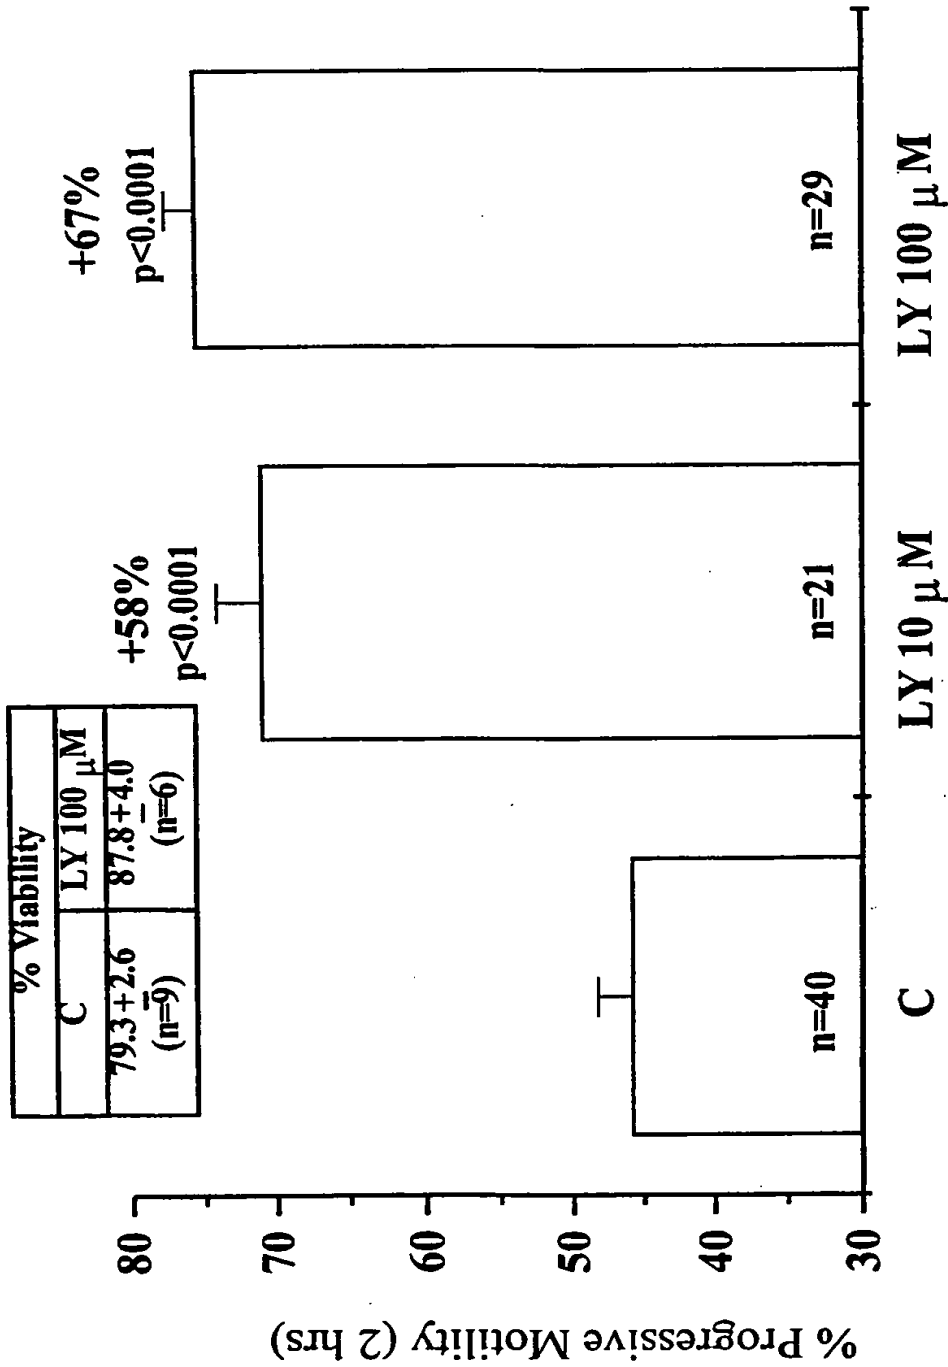 % Viability
C LY 100 μM
79.3±2.6 87.8±4.0
(n=9) (n=6)
+58%
p<0.0001
+67%
p<0.0001
% Progressive Motility (2 hrs)
80
70
60
50
40
30
n=40
n=21
n=29
C
LY 10 μM
LY 100 μM